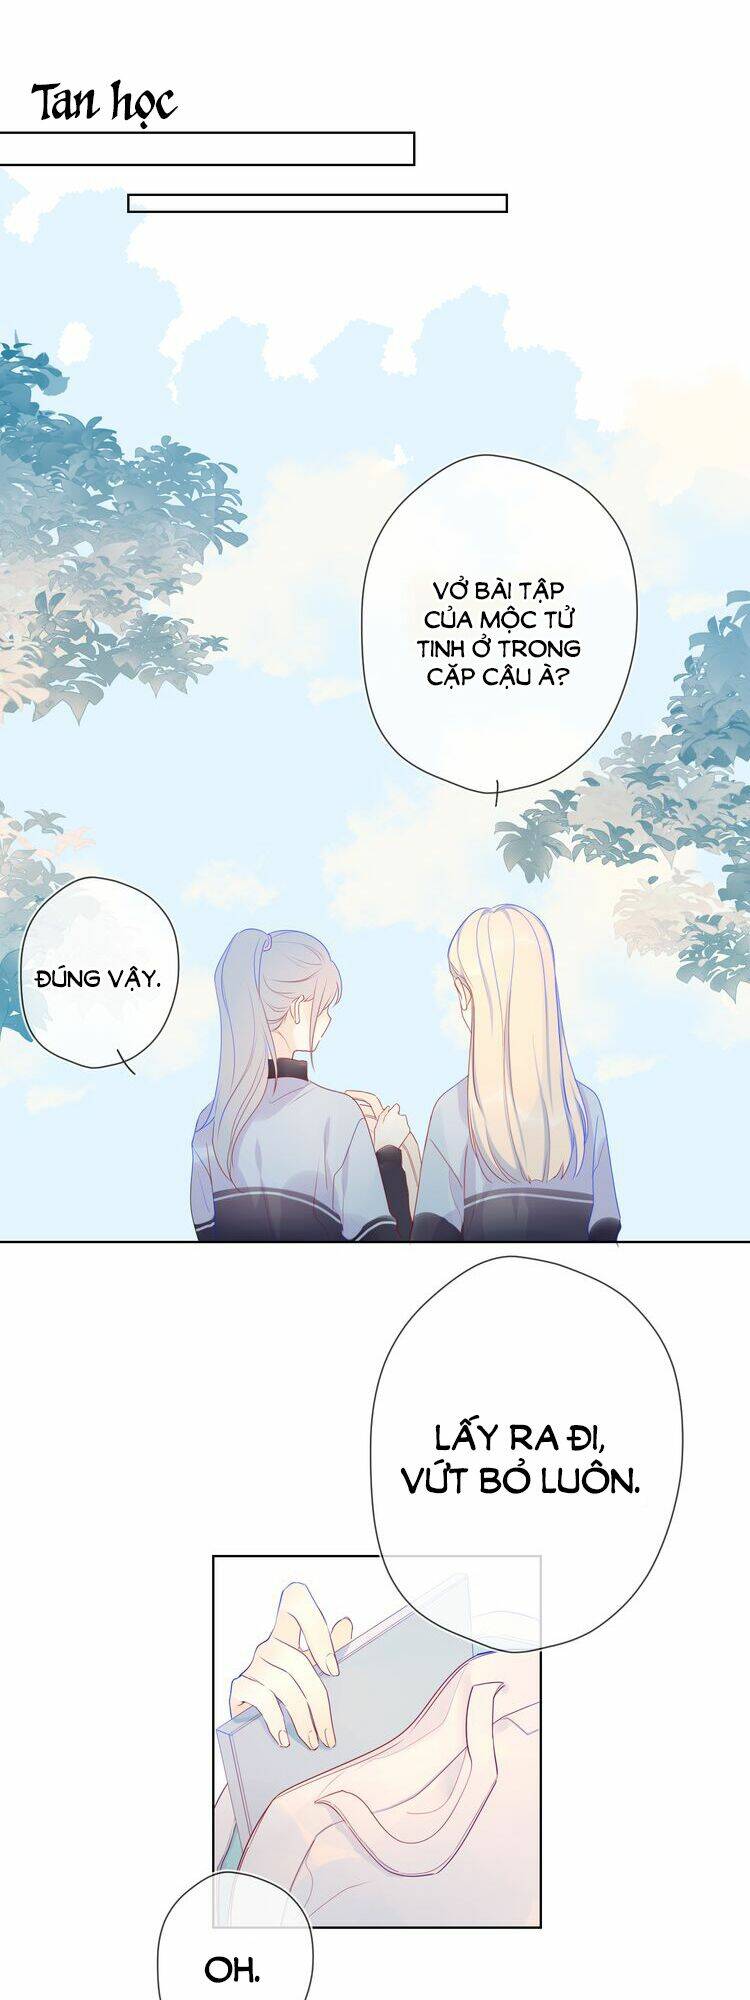 Tan học
VỞ BÀI TẬP
CỦA MỘC TỬ
TINH Ở TRONG
CẶP CẬU À?
ĐÚNG VẬY.
LẤY RA ĐI,
VỨT BỎ LUÔN.
OH.